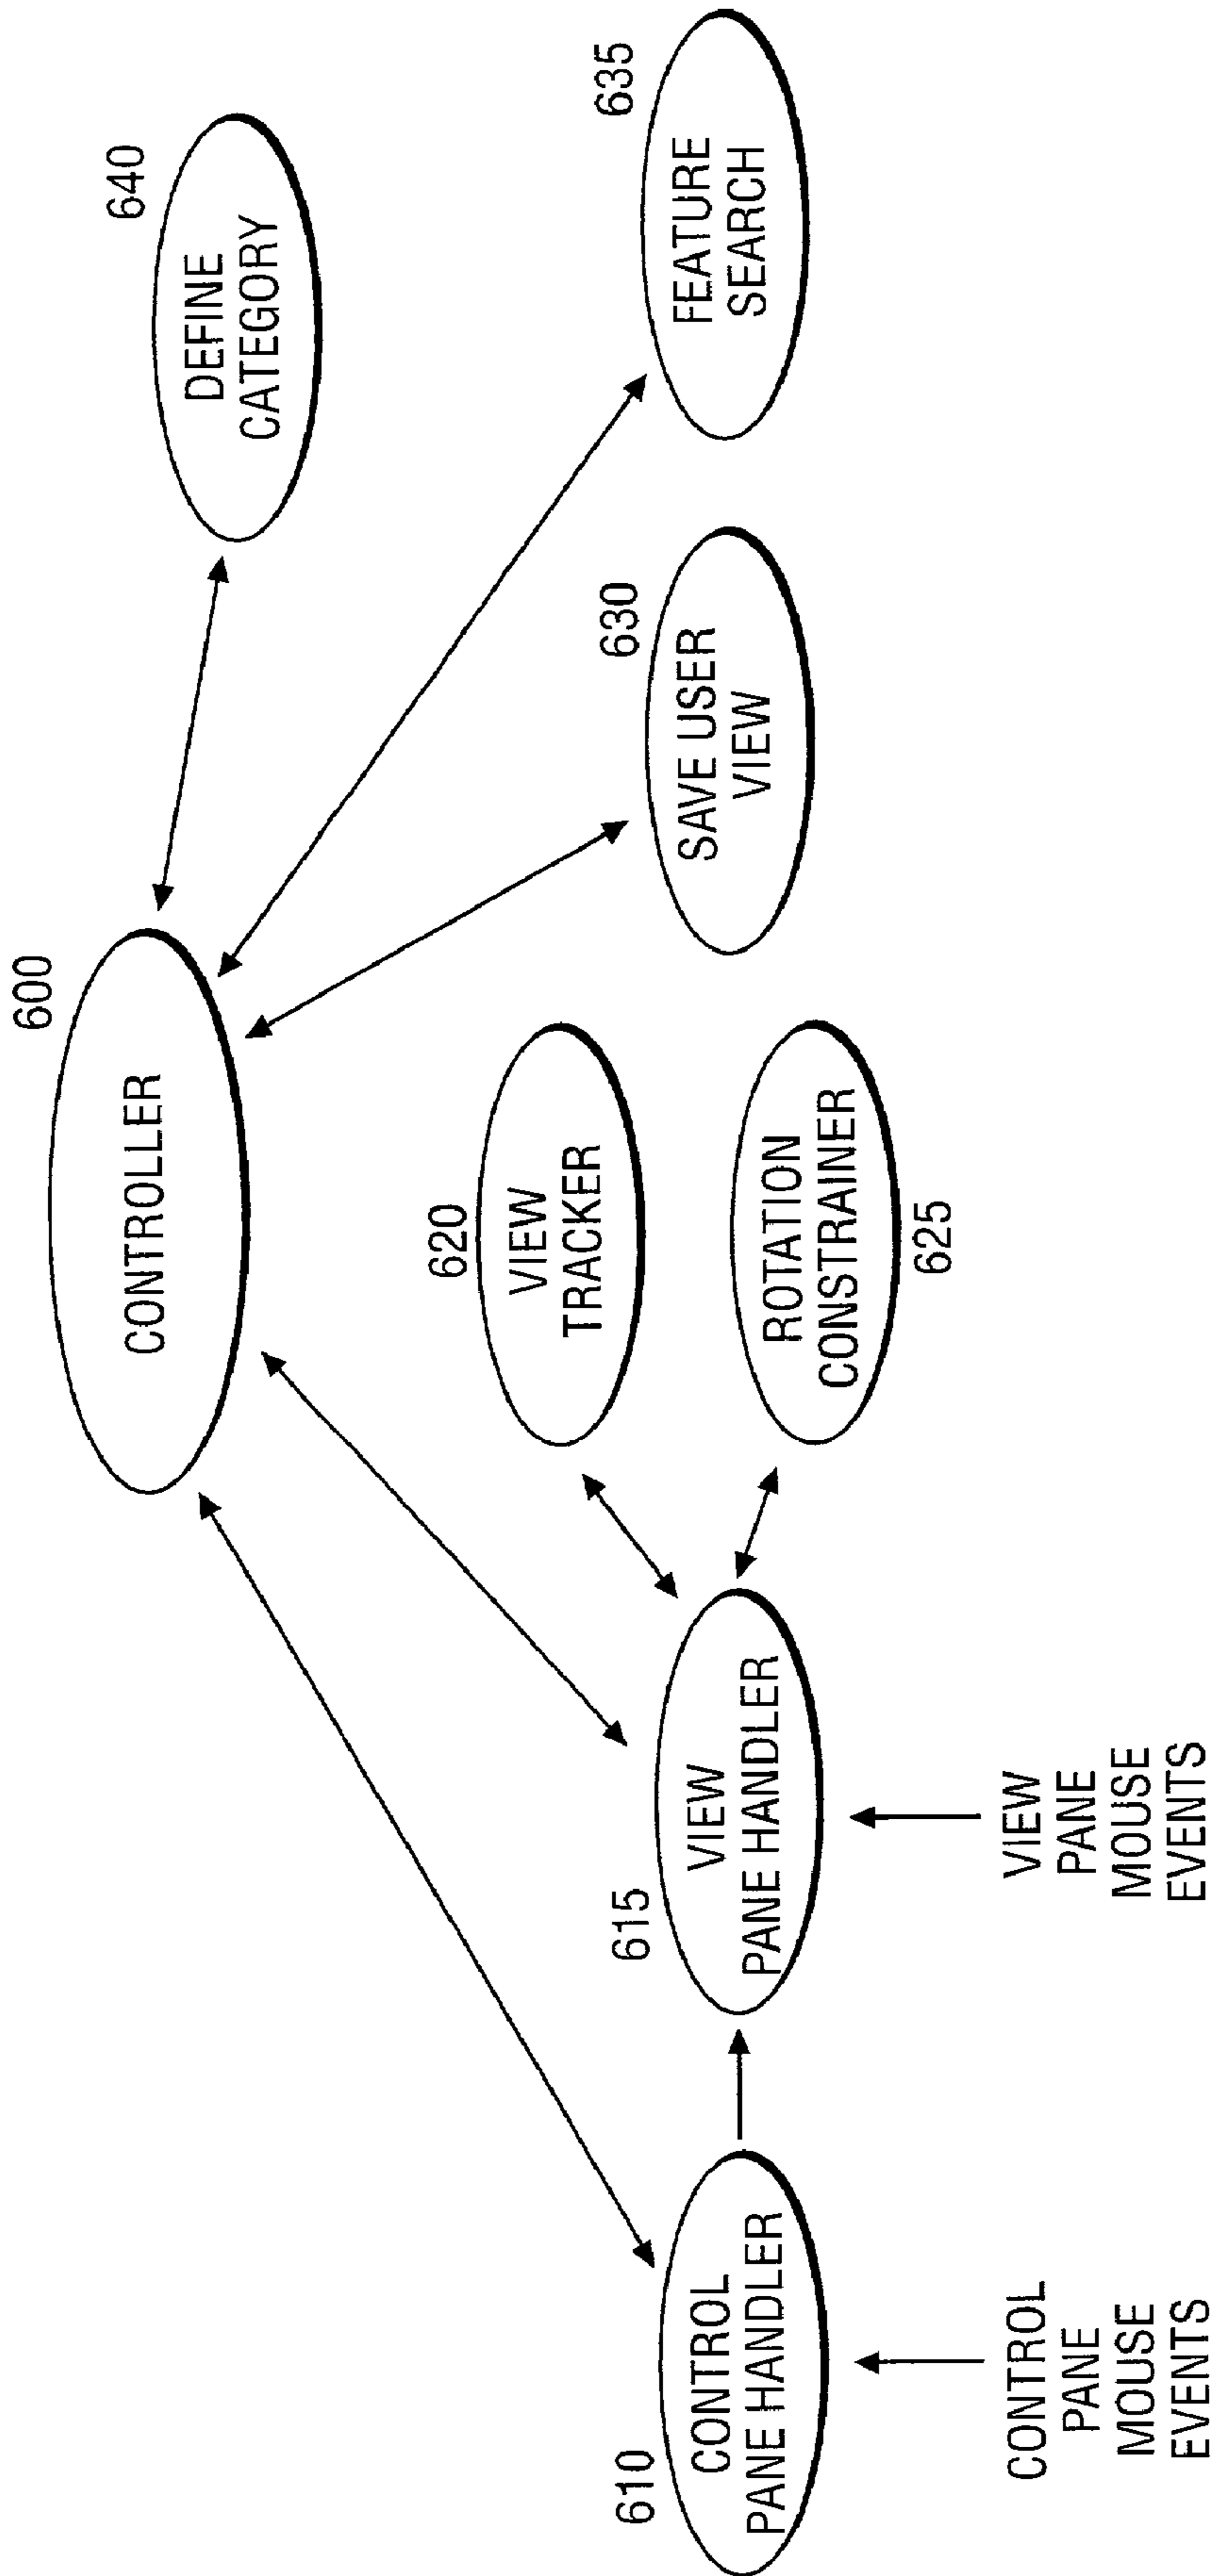 600
CONTROLLER
640
DEFINE
CATEGORY
620
VIEW
TRACKER
610
CONTROL
PANE HANDLER
615
VIEW
PANE HANDLER
ROTATION
CONSTRAINER
625
630
SAVE USER
VIEW
635
FEATURE
SEARCH
CONTROL
PANE
MOUSE
EVENTS
VIEW
PANE
MOUSE
EVENTS